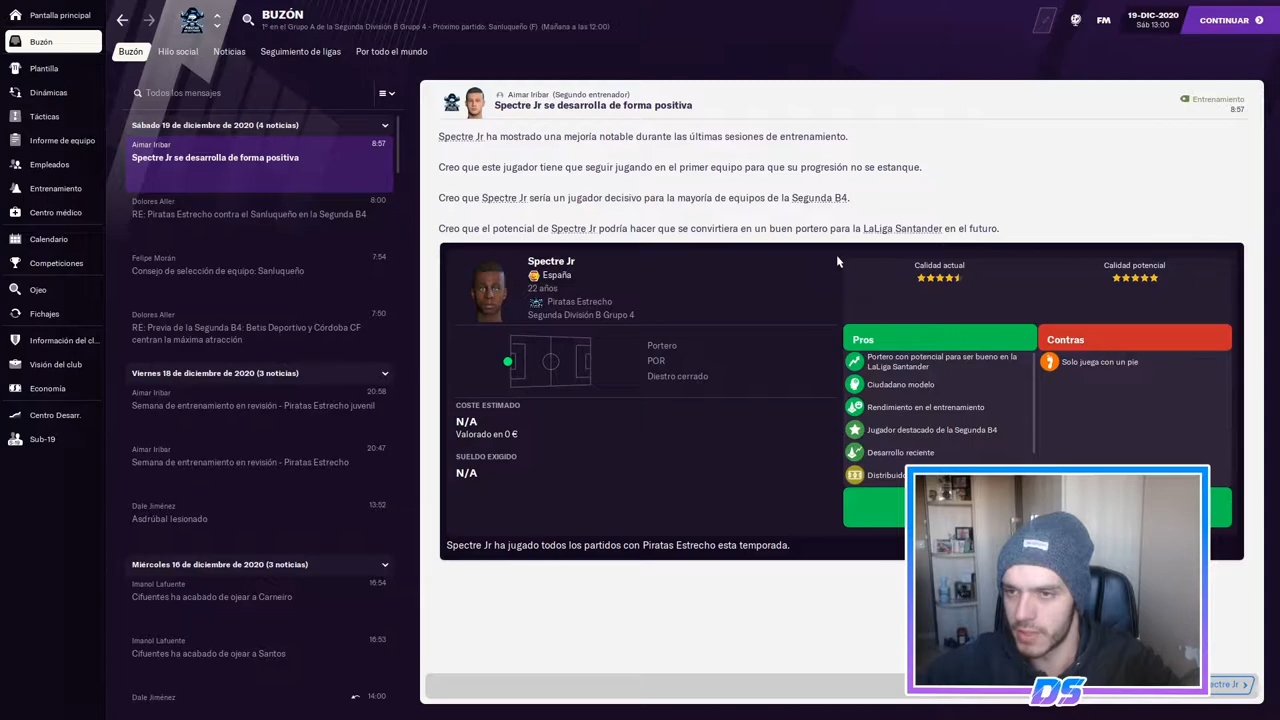 Pantalla principal
Buzón
Plantilla
Dinámicas
Tácticas
Informe de equipo
Empleados
Entrenamiento
Centro médico
Calendario
Competiciones
Ojeo
Fichajes
Información del cl...
Visión del club
Economía
Centro Desarr.
Sub-19
BUZÓN
1º en el Grupo A de la Segunda División B Grupo 4 - Próximo partido: Sanluqueño (F) (Mañana a las 12:00)
FM
19-DIC-2020
Sáb 13:00
CONTINUAR
Buzón
Hilo social
Noticias
Seguimiento de ligas
Por todo el mundo
Todos los mensajes
Sábado 19 de diciembre de 2020 (4 noticias)
Aimar Iribar 8:57
Spectre Jr se desarrolla de forma positiva
Dolores Aller 8:00
RE: Piratas Estrecho contra el Sanluqueño en la Segunda B4
Felipe Morán 7:54
Consejo de selección de equipo: Sanluqueño
Dolores Aller 7:50
RE: Previa de la Segunda B4: Betis Deportivo y Córdoba CF
centran la máxima atracción
Viernes 18 de diciembre de 2020 (3 noticias)
Aimar Iribar 20:58
Semana de entrenamiento en revisión - Piratas Estrecho juvenil
Aimar Iribar 20:47
Semana de entrenamiento en revisión - Piratas Estrecho
Dale Jiménez 13:52
Asdrúbal lesionado
Miércoles 16 de diciembre de 2020 (3 noticias)
Imanol Lafuente 16:54
Cifuentes ha acabado de ojear a Carneiro
Imanol Lafuente 16:53
Cifuentes ha acabado de ojear a Santos
Dale Jiménez 14:00
Aimar Iribar (Segundo entrenador)
Spectre Jr se desarrolla de forma positiva
Entrenamiento
8:57
Spectre Jr ha mostrado una mejoría notable durante las últimas sesiones de entrenamiento.
Creo que este jugador tiene que seguir jugando en el primer equipo para que su progresión no se estanque.
Creo que Spectre Jr sería un jugador decisivo para la mayoría de equipos de la Segunda B4.
Creo que el potencial de Spectre Jr podría hacer que se convirtiera en un buen portero para la LaLiga Santander en el futuro.
Spectre Jr
España
22 años
Piratas Estrecho
Segunda División B Grupo 4
Portero
POR
Diestro cerrado
COSTE ESTIMADO
N/A
Valorado en 0 €
SUELDO EXIGIDO
N/A
Calidad actual
Calidad potencial
Pros
Contras
Portero con potencial para ser bueno en la
LaLiga Santander
Ciudadano modelo
Rendimiento en el entrenamiento
Jugador destacado de la Segunda B4
Desarrollo reciente
Distribuido
Solo juega con un pie
Spectre Jr ha jugado todos los partidos con Piratas Estrecho esta temporada.
ectre Jr
DS